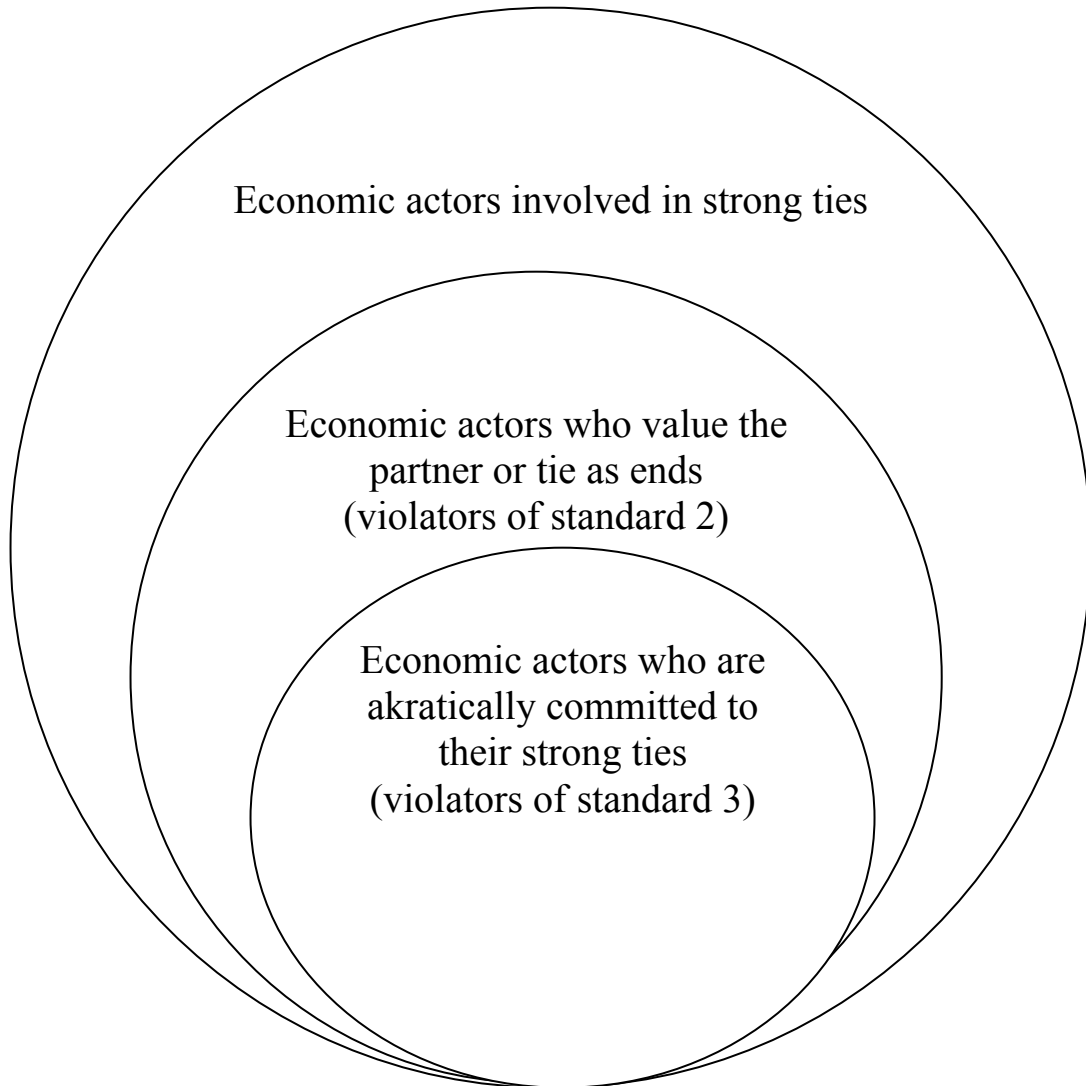 Economic actors involved in strong ties
Economic actors who value the
partner or tie as ends
(violators of standard 2)
Economic actors who are
akratically committed to
their strong ties
(violators of standard 3)